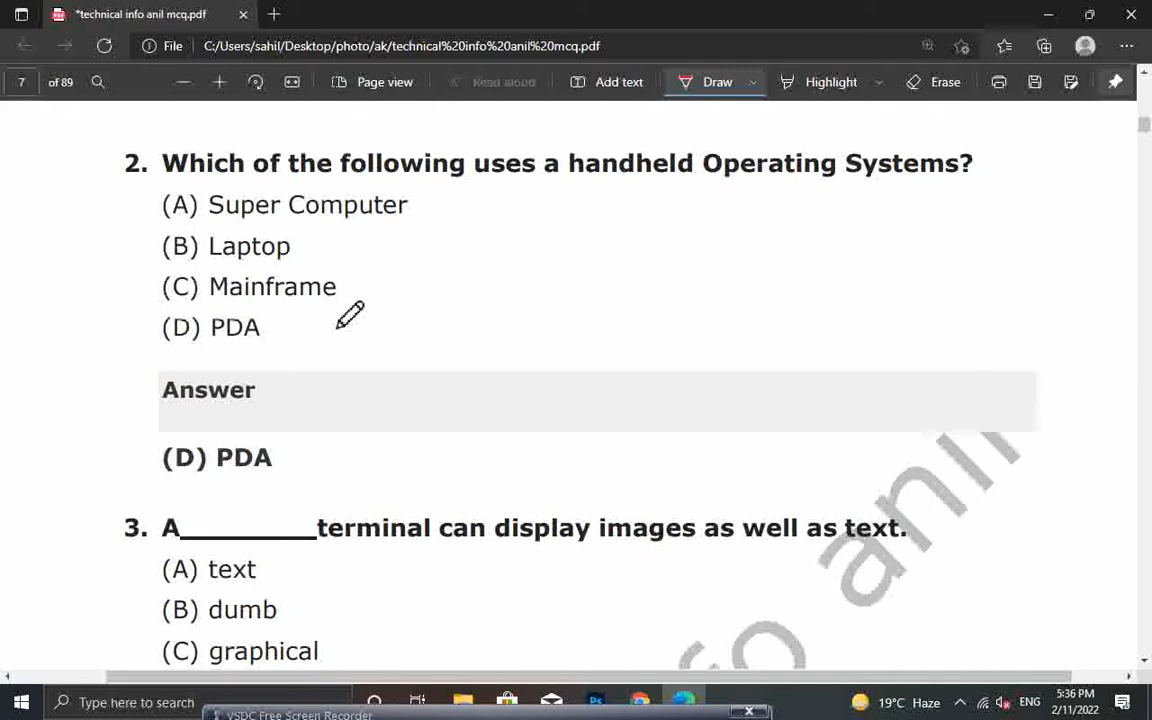 *technical info anil mcq.pdf
File
C:/Users/sahil/Desktop/photo/ak/technical%20info%20anil%20mcq.pdf
7 of 89
Page view
Read aloud
Add text
Draw
Highlight
Erase
2. Which of the following uses a handheld Operating Systems?
(A) Super Computer
(B) Laptop
(C) Mainframe
(D) PDA
Answer
(D) PDA
3. A_________terminal can display images as well as text.
(A) text
(B) dumb
(C) graphical
fo anil
Type here to search
19°C Haze
ENG
5:36 PM
2/11/2022
VSDC Free Screen Recorder